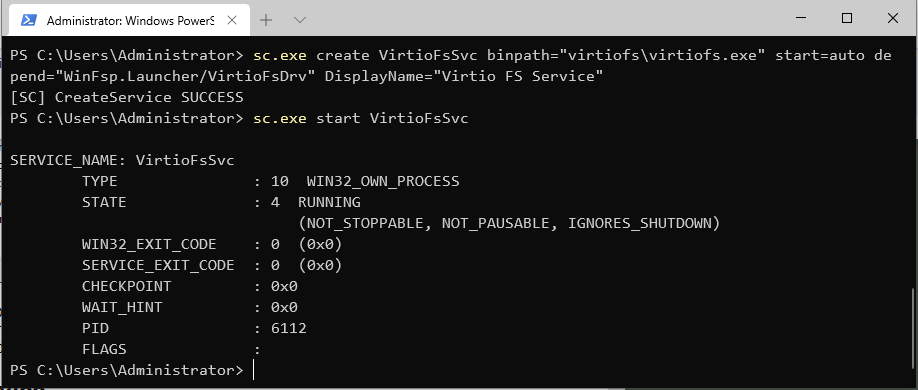 Administrator: Windows PowerS
PS C:\Users\Administrator> sc.exe create VirtioFsSvc binpath="virtiofs\virtiofs.exe" start=auto de
pend="WinFsp.Launcher/VirtioFsDrv" DisplayName="Virtio FS Service"
[SC] CreateService SUCCESS
PS C:\Users\Administrator> sc.exe start VirtioFsSvc
SERVICE_NAME: VirtioFsSvc
TYPE : 10 WIN32_OWN_PROCESS
STATE : 4 RUNNING
(NOT_STOPPABLE, NOT_PAUSABLE, IGNORES_SHUTDOWN)
WIN32_EXIT_CODE : 0 (0x0)
SERVICE_EXIT_CODE : 0 (0x0)
CHECKPOINT : 0x0
WAIT_HINT : 0x0
PID : 6112
FLAGS :
PS C:\Users\Administrator>